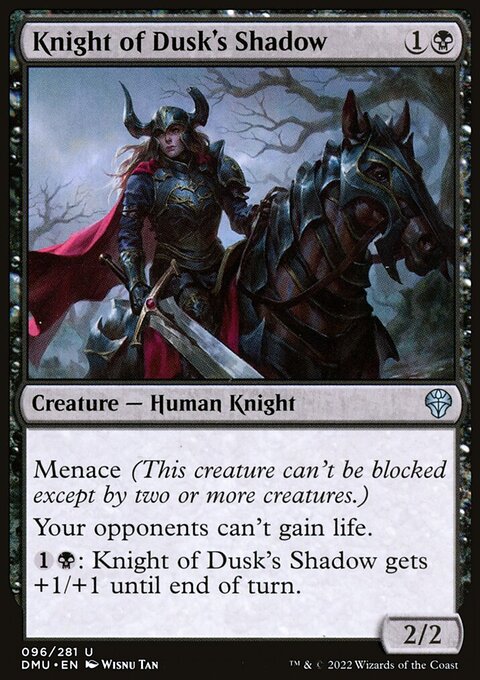 Knight of Dusk's Shadow 1
Creature — Human Knight
Menace (This creature can't be blocked
except by two or more creatures.)
Your opponents can't gain life.
1 : Knight of Dusk's Shadow gets
+1/+1 until end of turn.
2/2
096/281 U
DMU • EN Wisnu Tan
™ & © 2022 Wizards of the Coast